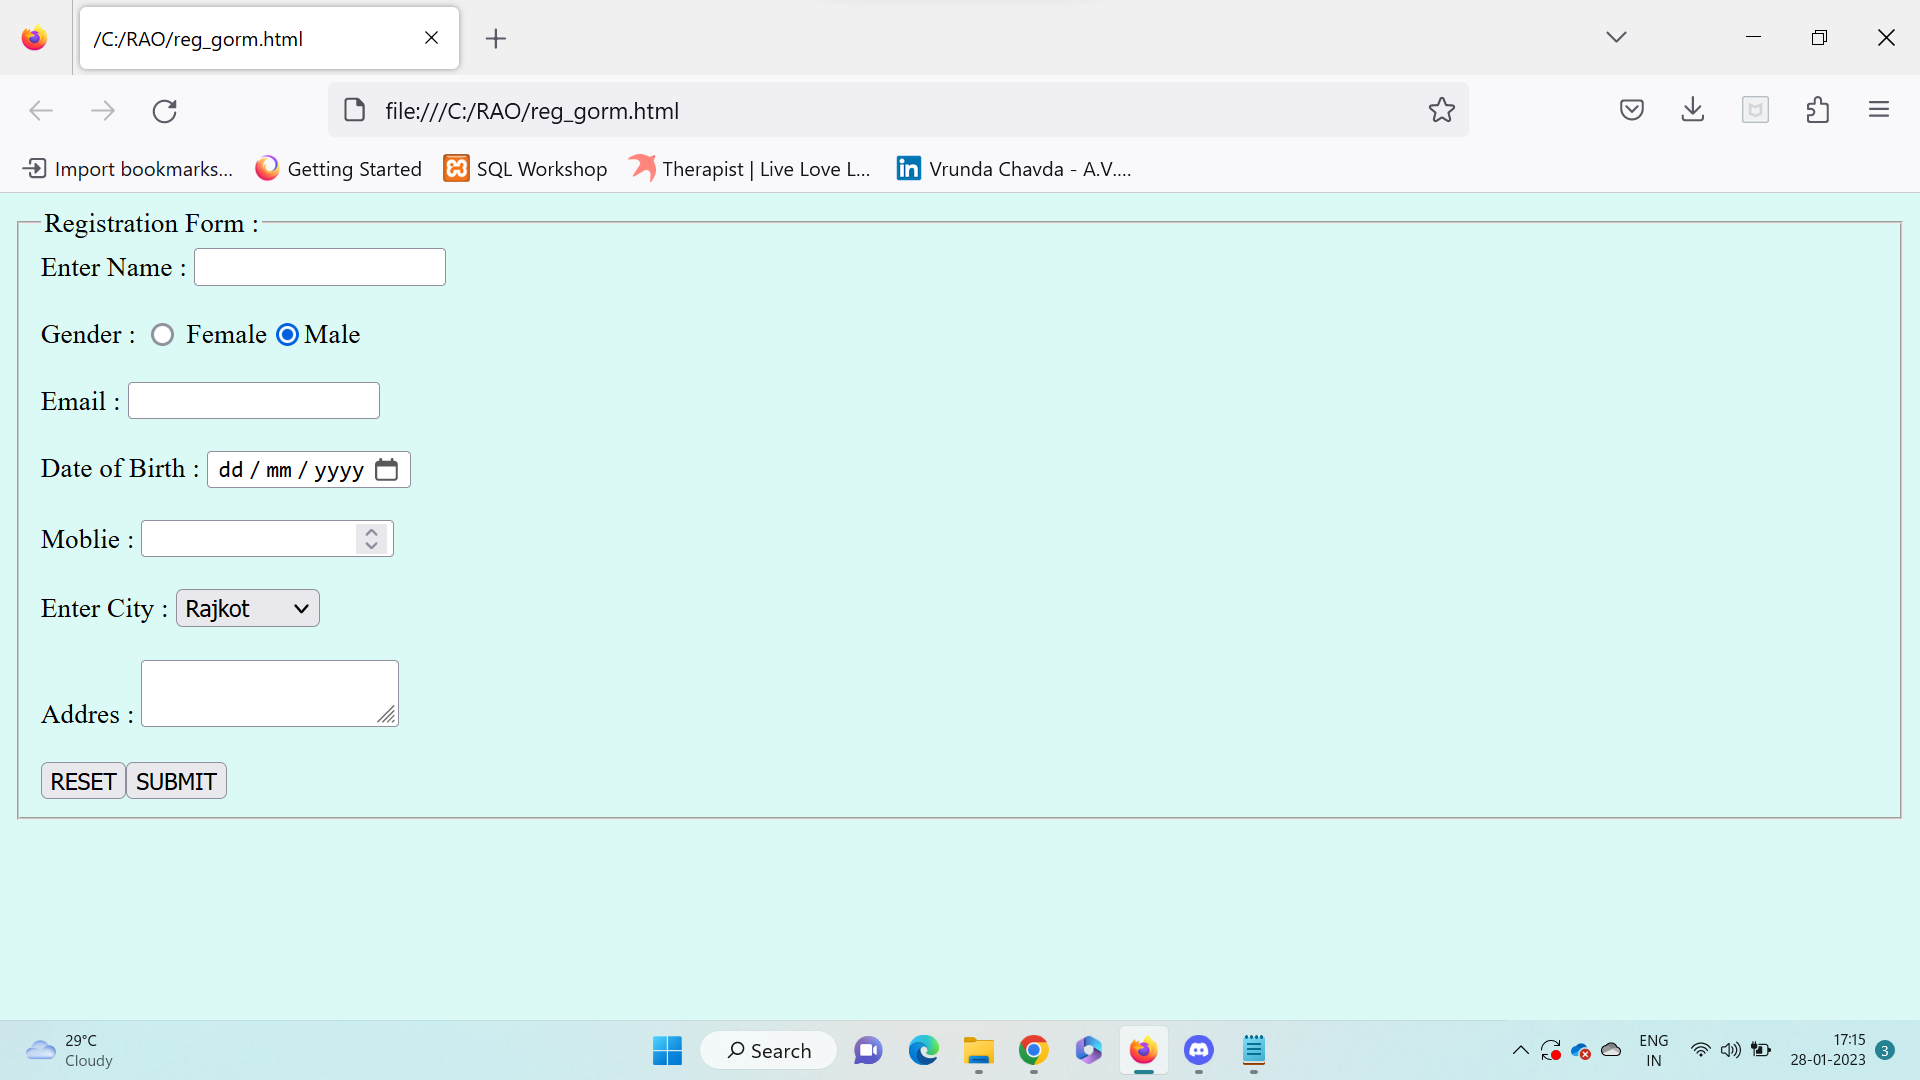 /C:/RAO/reg_gorm.html
file:///C:/RAO/reg_gorm.html
Import bookmarks... Getting Started SQL Workshop Therapist | Live Love L... Vrunda Chavda - A.V....
Registration Form :
Enter Name :
Gender : Female Male
Email :
Date of Birth : dd / mm / yyyy
Moblie :
Enter City : Rajkot
Addres :
RESET SUBMIT
29°C
Cloudy
Search
ENG
IN
17:15
28-01-2023
3